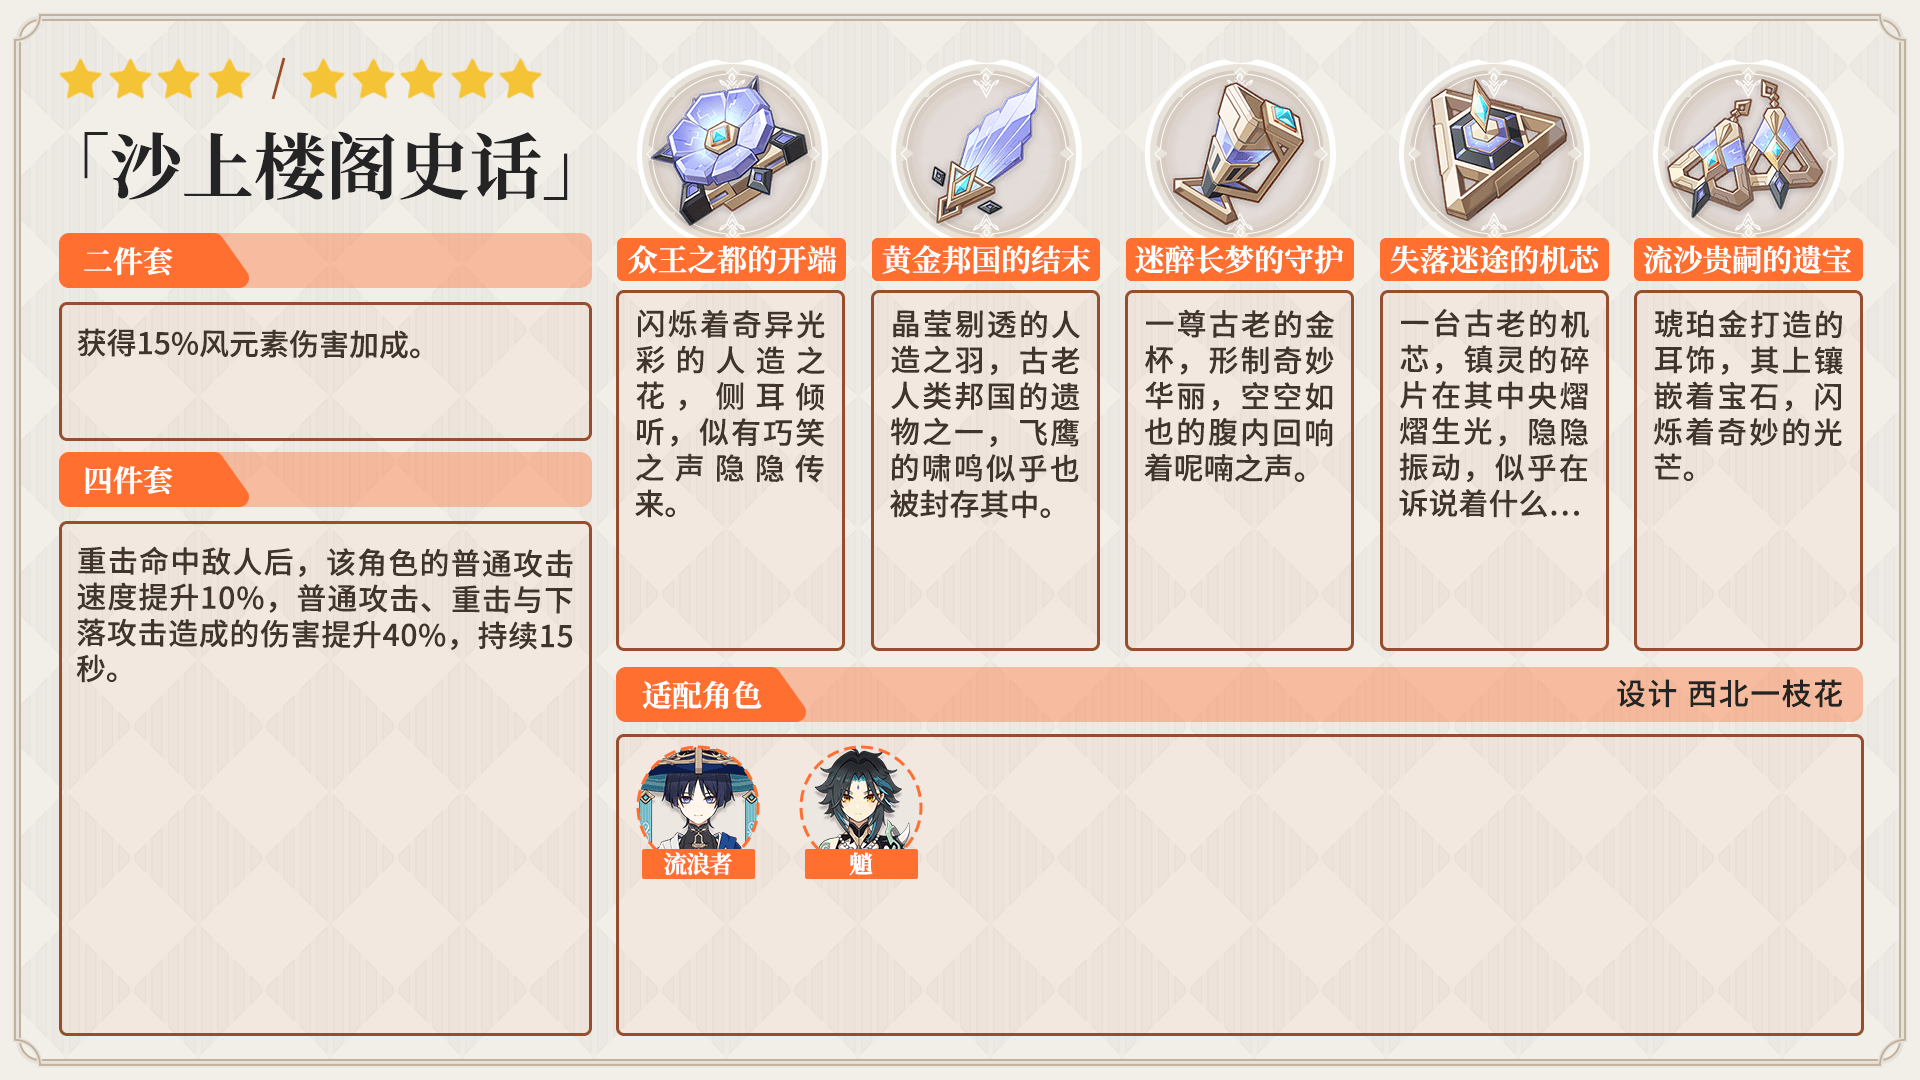 「沙上楼阁史话」
二件套
获得15%风元素伤害加成。
四件套
重击命中敌人后，该角色的普通攻击
速度提升10%，普通攻击、重击与下
落攻击造成的伤害提升40%，持续15
秒。
众王之都的开端
闪烁着奇异光
彩的人造之
花，侧耳倾
听，似有巧笑
之声隐隐传
来。
黄金邦国的结末
晶莹剔透的人
造之羽，古老
人类邦国的遗
物之一，飞鹰
的啸鸣似乎也
被封存其中。
迷醉长梦的守护
一尊古老的金
杯，形制奇妙
华丽，空空如
也的腹内回响
着呢喃之声。
失落迷途的机芯
一台古老的机
芯，镇灵的碎
片在其中央熠
熠生光，隐隐
振动，似乎在
诉说着什么…
流沙贵嗣的遗宝
琥珀金打造的
耳饰，其上镶
嵌着宝石，闪
烁着奇妙的光
芒。
适配角色
设计 西北一枝花
流浪者
魈